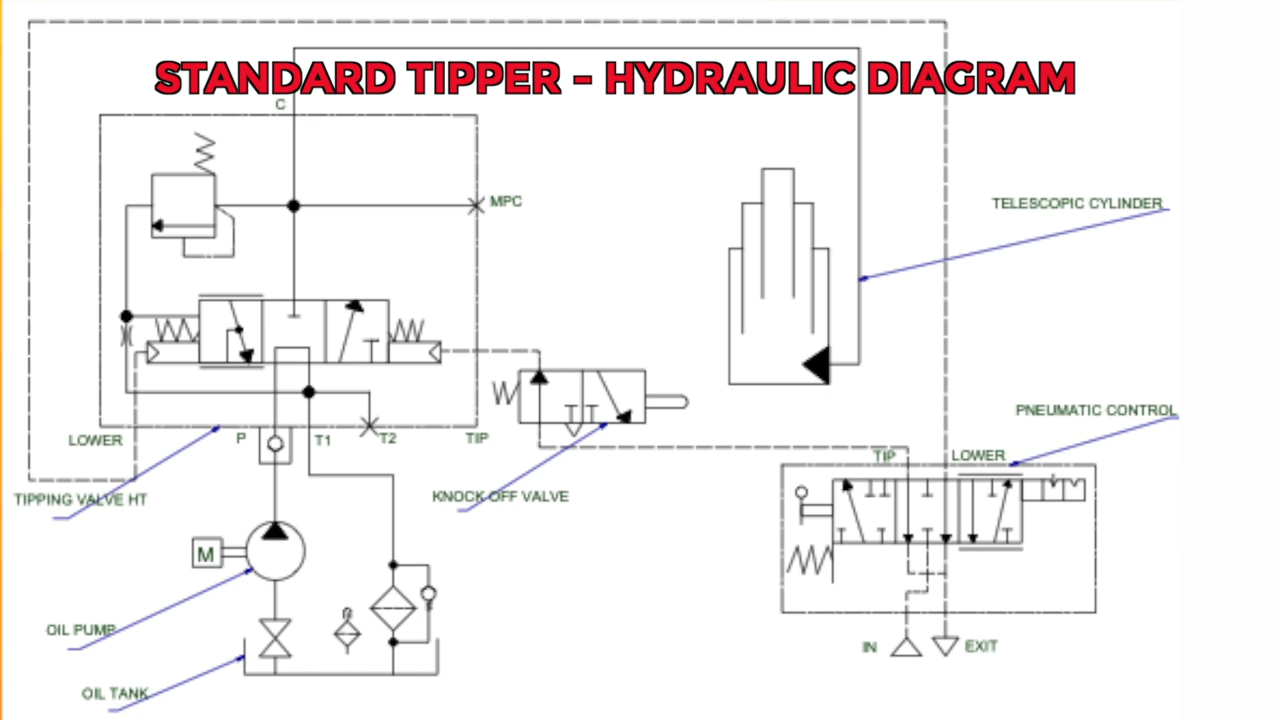 STANDARD TIPPER - HYDRAULIC DIAGRAM
C
MPC
TELESCOPIC CYLINDER
PNEUMATIC CONTROL
LOWER
P
T1
T2
TIP
TIP
LOWER
TIPPING VALVE HT
KNOCK OFF VALVE
M
OIL PUMP
IN
EXIT
OIL TANK